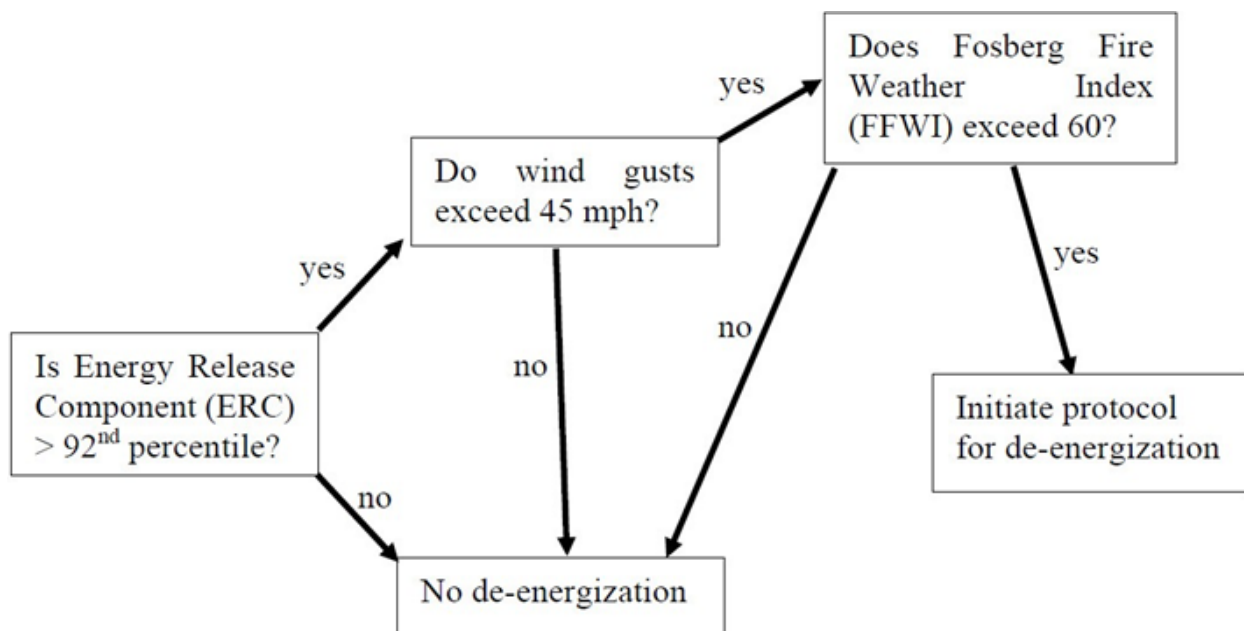 Does Fosberg Fire
Weather Index
(FFWI) exceed 60?
yes
Do wind gusts
exceed 45 mph?
yes
yes
no
no
Is Energy Release
Component (ERC)
> 92nd percentile?
Initiate protocol
for de-energization
no
No de-energization